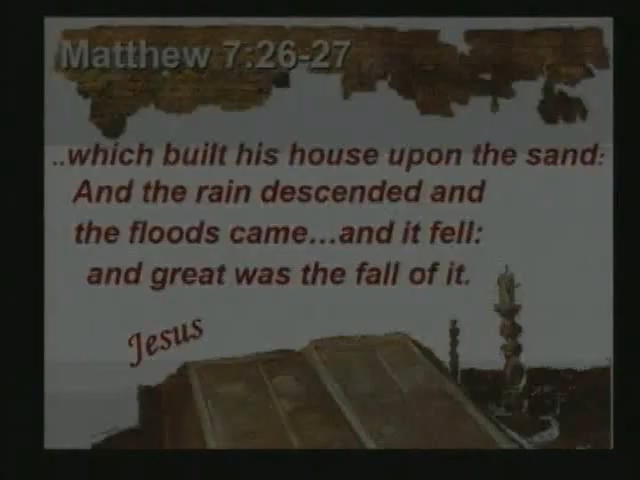 Matthew 7:26-27
..which built his house upon the sand:
And the rain descended and
the floods came...and it fell:
and great was the fall of it.
Jesus